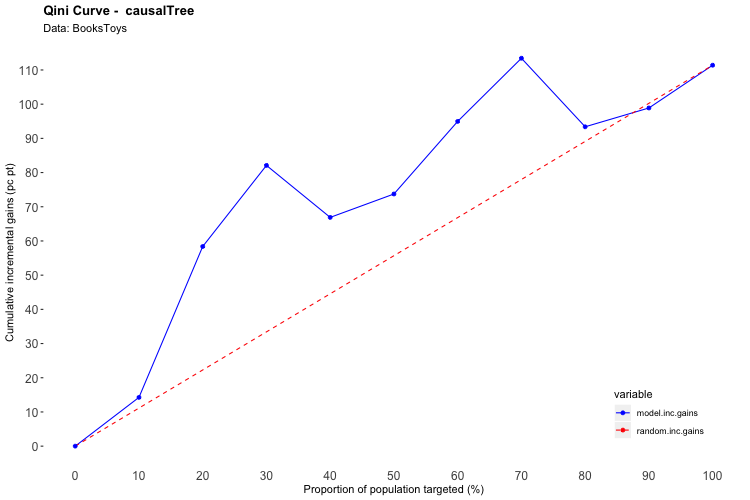 Qini Curve -  causalTree
Data: BooksToys
Cumulative incremental gains (pc pt)
110
100
90
80
70
60
50
40
30
20
10
0
variable
model.inc.gains
random.inc.gains
0 10 20 30 40 50 60 70 80 90 100
Proportion of population targeted (%)